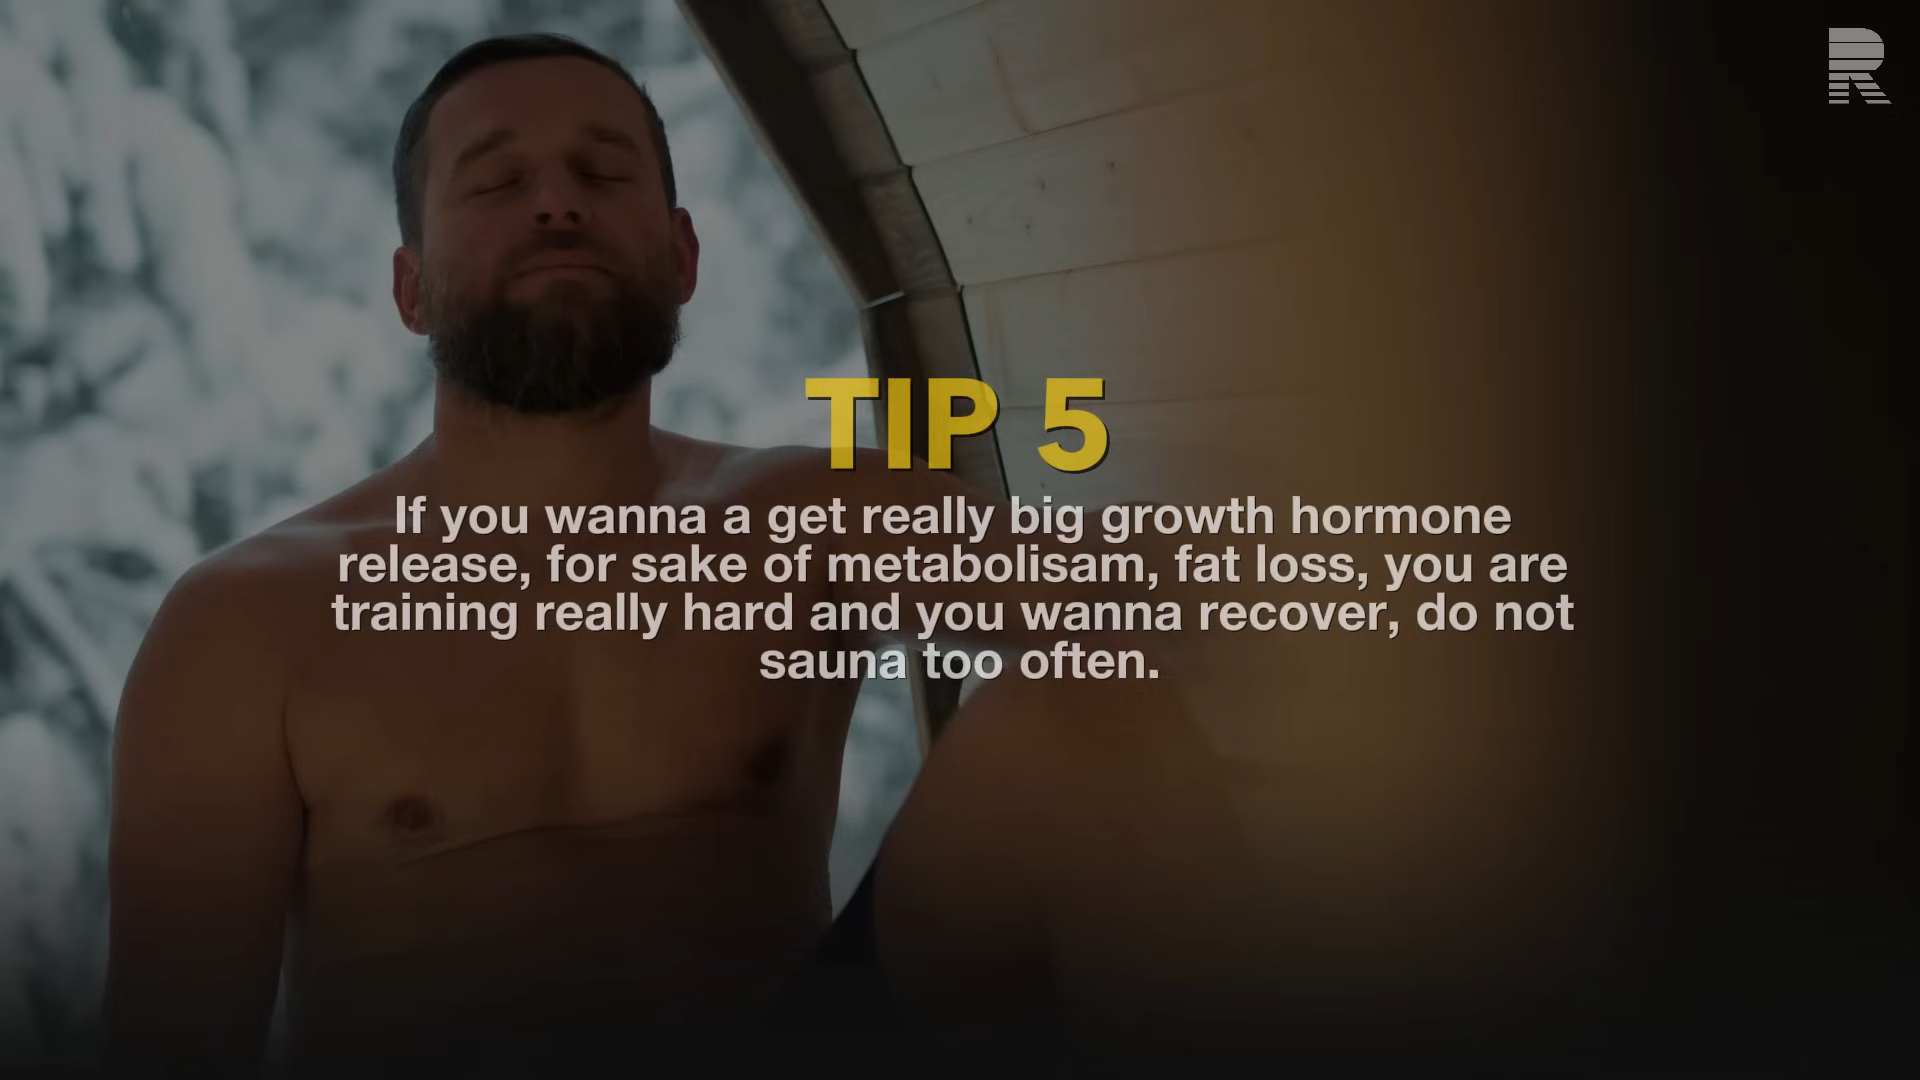 TIP 5
If you wanna a get really big growth hormone
release, for sake of metabolisam, fat loss, you are
training really hard and you wanna recover, do not
sauna too often.
R